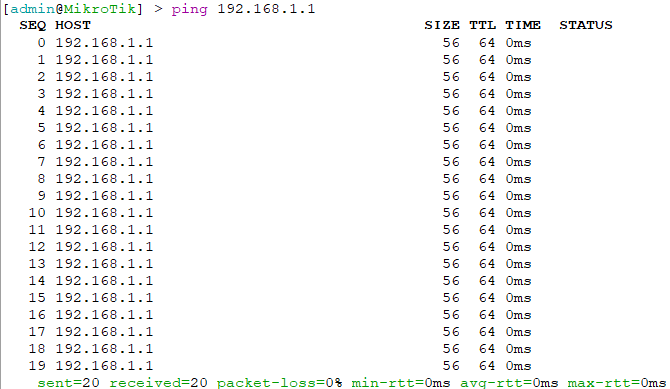 [admin@MikroTik] > ping 192.168.1.1
SEQ HOST SIZE TTL TIME STATUS
0 192.168.1.1 56 64 0ms
1 192.168.1.1 56 64 0ms
2 192.168.1.1 56 64 0ms
3 192.168.1.1 56 64 0ms
4 192.168.1.1 56 64 0ms
5 192.168.1.1 56 64 0ms
6 192.168.1.1 56 64 0ms
7 192.168.1.1 56 64 0ms
8 192.168.1.1 56 64 0ms
9 192.168.1.1 56 64 0ms
10 192.168.1.1 56 64 0ms
11 192.168.1.1 56 64 0ms
12 192.168.1.1 56 64 0ms
13 192.168.1.1 56 64 0ms
14 192.168.1.1 56 64 0ms
15 192.168.1.1 56 64 0ms
16 192.168.1.1 56 64 0ms
17 192.168.1.1 56 64 0ms
18 192.168.1.1 56 64 0ms
19 192.168.1.1 56 64 0ms
sent=20 received=20 packet-loss=0% min-rtt=0ms avg-rtt=0ms max-rtt=0ms